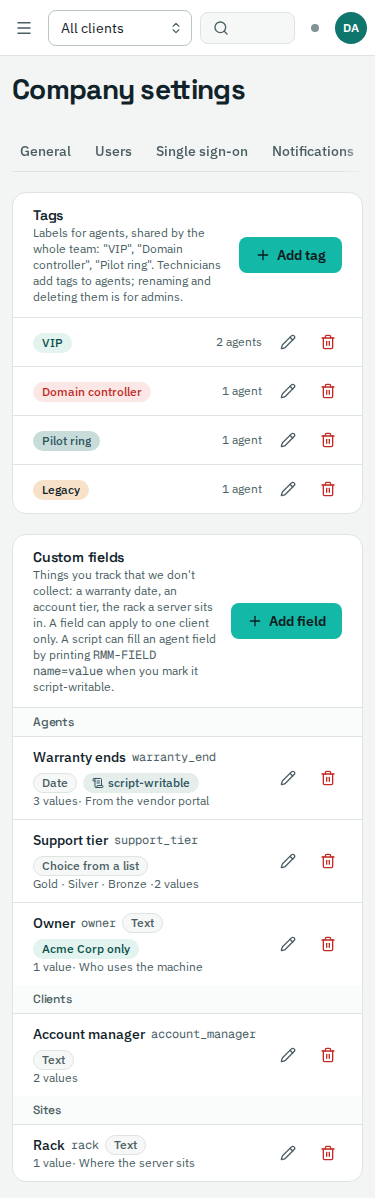 All clients
DA
Company settings
General Users Single sign-on Notifications
Tags
Labels for agents, shared by the
whole team: "VIP", "Domain
controller", "Pilot ring". Technicians
add tags to agents; renaming and
deleting them is for admins.
Add tag
VIP 2 agents
Domain controller 1 agent
Pilot ring 1 agent
Legacy 1 agent
Custom fields
Things you track that we don't
collect: a warranty date, an
account tier, the rack a server sits
in. A field can apply to one client
only. A script can fill an agent field
by printing RMM-FIELD
name=value when you mark it
script-writable.
Add field
Agents
Warranty ends warranty_end
Date script-writable
3 values· From the vendor portal
Support tier support_tier
Choice from a list
Gold · Silver · Bronze ·2 values
Owner owner Text
Acme Corp only
1 value· Who uses the machine
Clients
Account manager account_manager
Text
2 values
Sites
Rack rack Text
1 value· Where the server sits